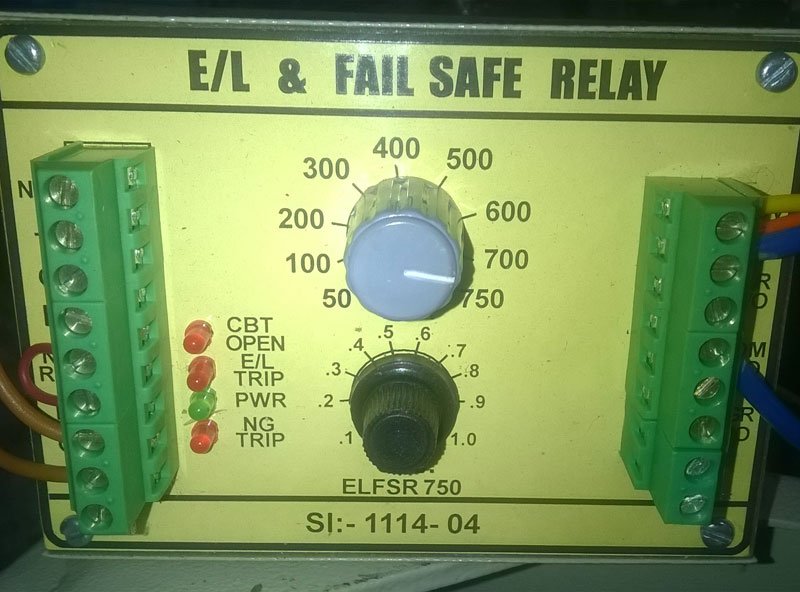 E/L & FAIL SAFE RELAY
400
300
500
200
600
100
700
50
750
CBT
OPEN
E/L
TRIP
PWR
NG
TRIP
.5
.6
.4
.7
.3
.8
.2
.9
.1
1.0
ELFSR 750
SI:- 1114- 04